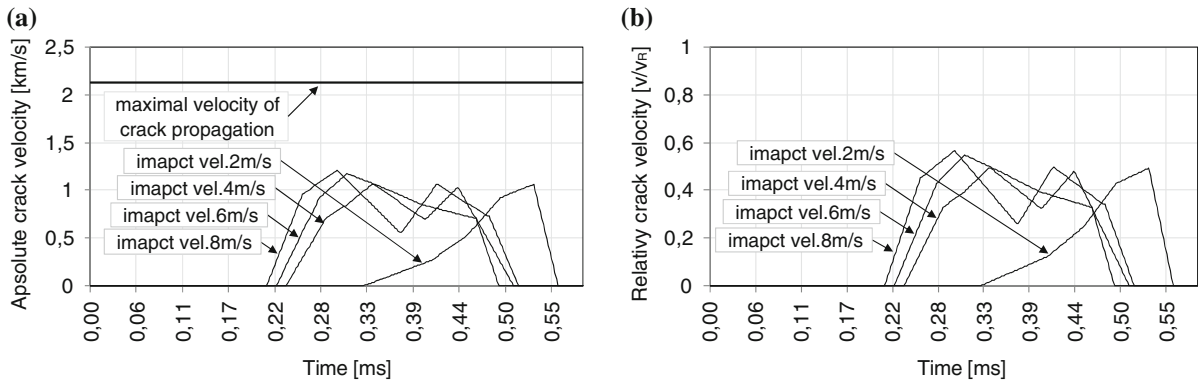 (a)
Apsolute crack velocity [km/s]
2,5
2
1,5
1
0,5
0
maximal velocity of
crack propagation
imapct vel.2m/s
imapct vel.4m/s
imapct vel.6m/s
imapct vel.8m/s
0,00
0,06
0,11
0,17
0,22
0,28
0,33
0,39
0,44
0,50
0,55
Time [ms]
(b)
Relativy crack velocity [v/vR]
1
0,8
0,6
0,4
0,2
0
imapct vel.2m/s
imapct vel.4m/s
imapct vel.6m/s
imapct vel.8m/s
0,00
0,06
0,11
0,17
0,22
0,28
0,33
0,39
0,44
0,50
0,55
Time [ms]